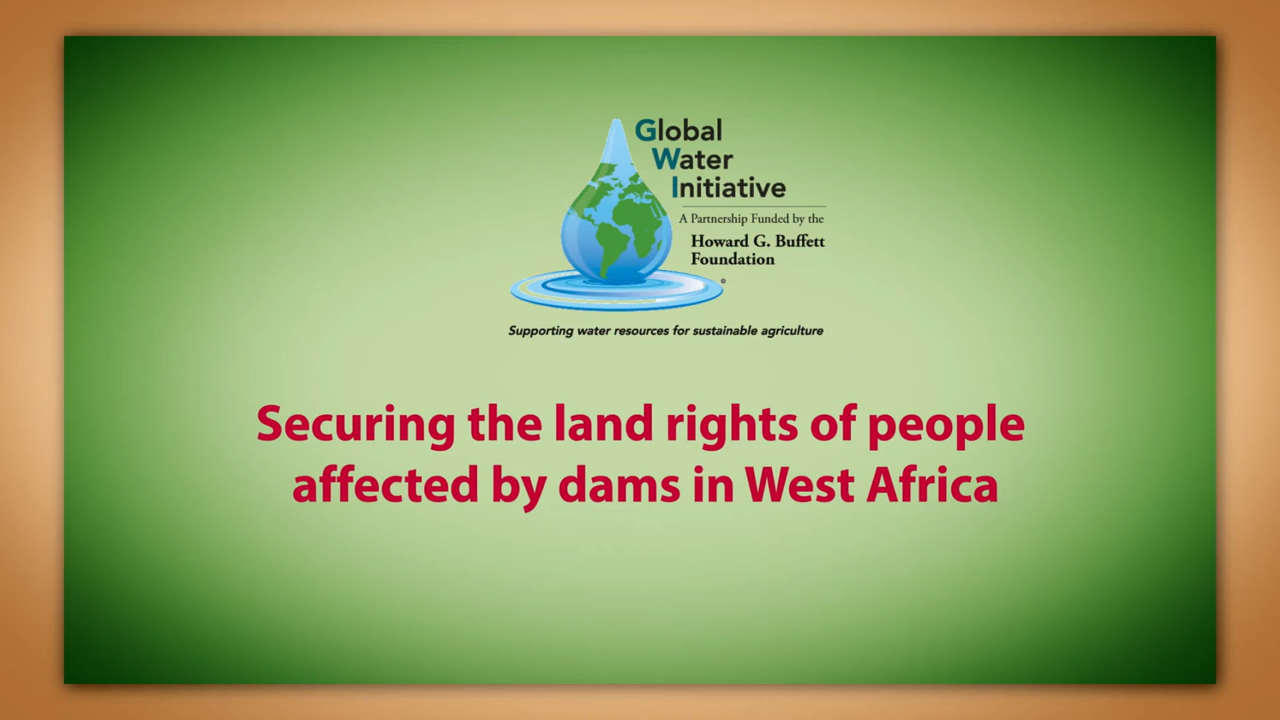 Global
Water
Initiative
A Partnership Funded by the
Howard G. Buffett
Foundation
©
Supporting water resources for sustainable agriculture
Securing the land rights of people
affected by dams in West Africa